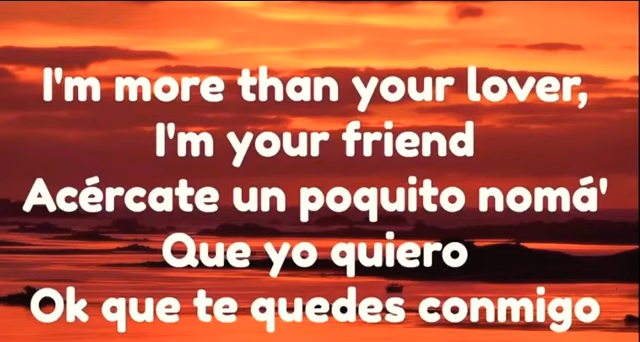 I'm more than your lover,
I'm your friend
Acércate un poquito nomá'
Que yo quiero
Ok que te quedes conmigo